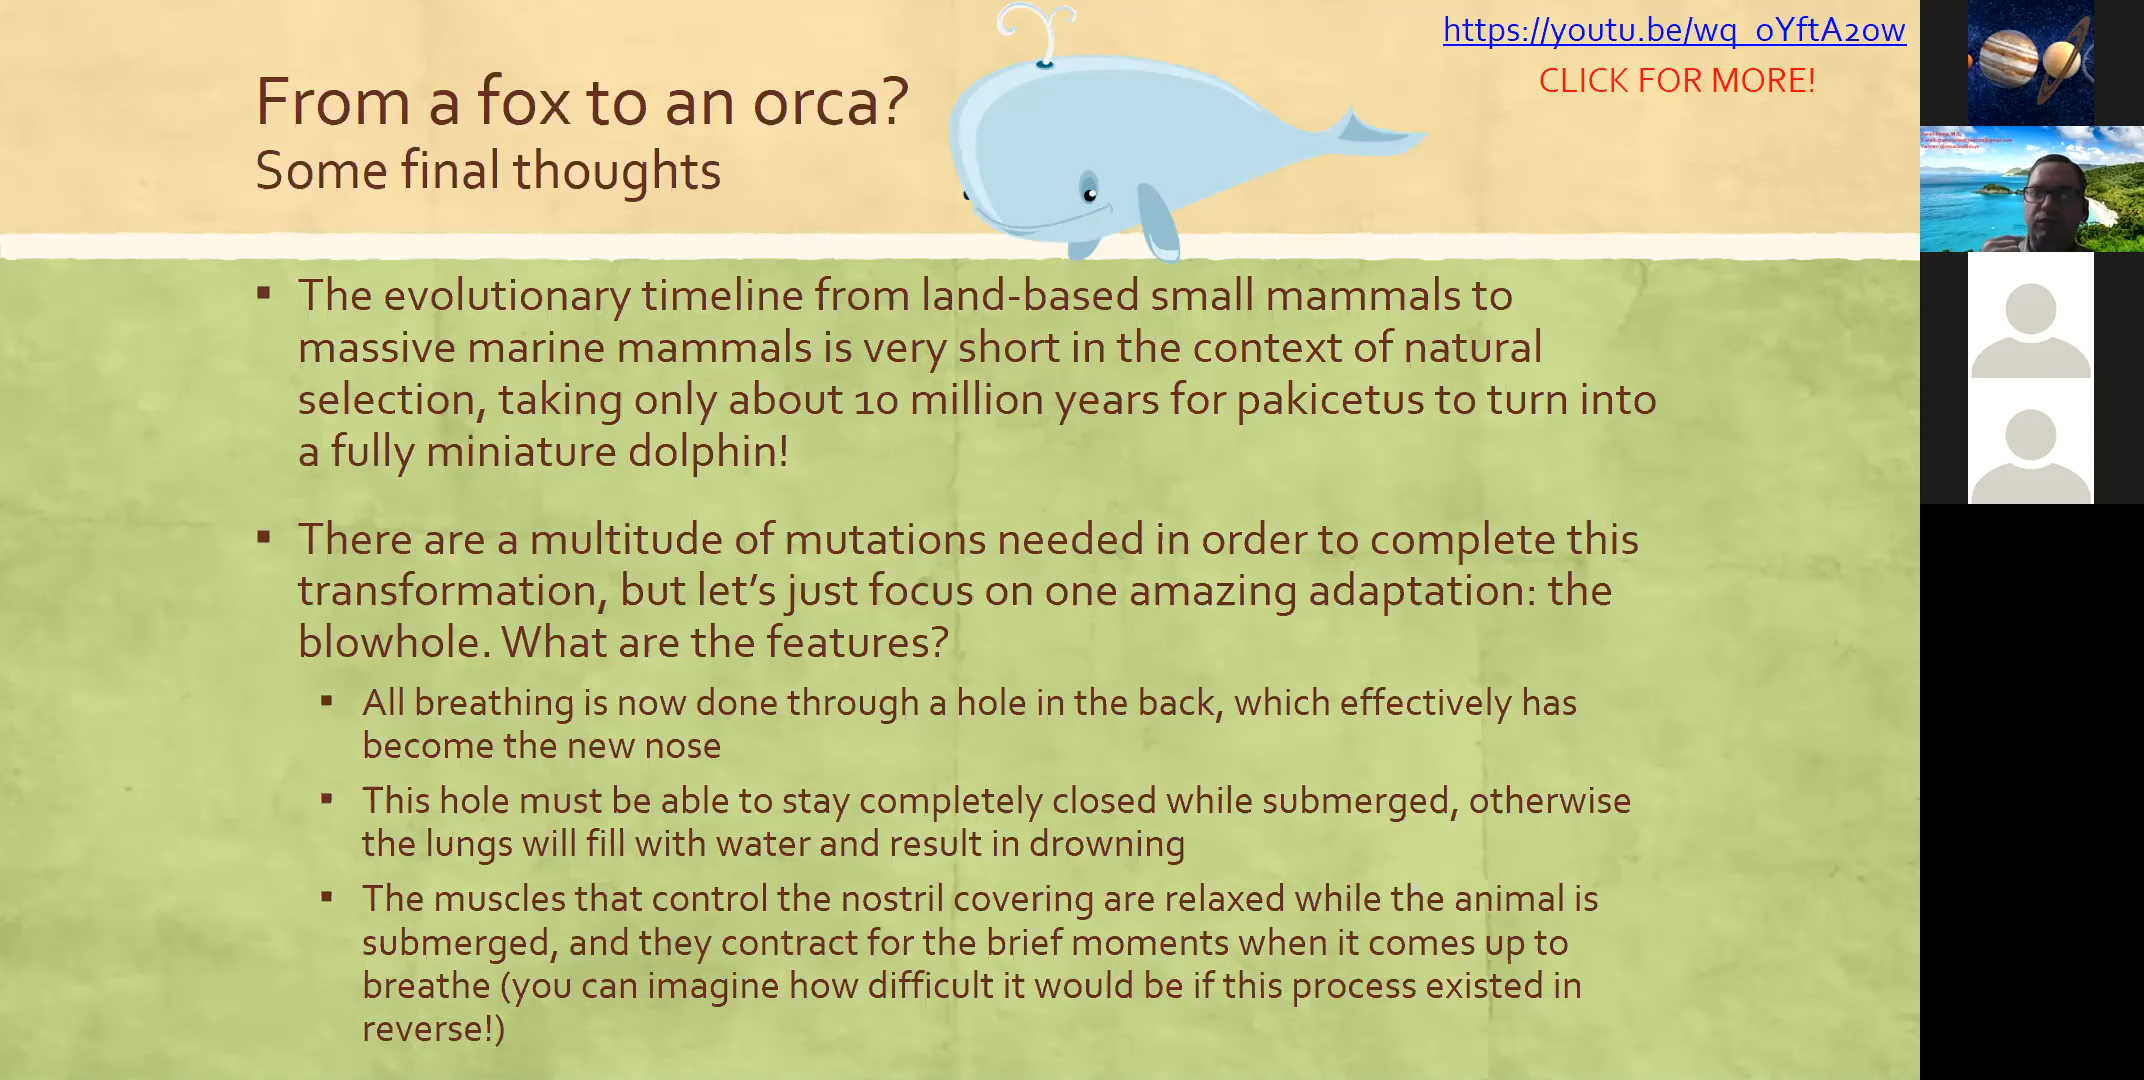 https://youtu.be/wq_0YftA20w
CLICK FOR MORE!
From a fox to an orca?
Some final thoughts
▪ The evolutionary timeline from land-based small mammals to
massive marine mammals is very short in the context of natural
selection, taking only about 10 million years for pakicetus to turn into
a fully miniature dolphin!
▪ There are a multitude of mutations needed in order to complete this
transformation, but let’s just focus on one amazing adaptation: the
blowhole. What are the features?
▪ All breathing is now done through a hole in the back, which effectively has
become the new nose
▪ This hole must be able to stay completely closed while submerged, otherwise
the lungs will fill with water and result in drowning
▪ The muscles that control the nostril covering are relaxed while the animal is
submerged, and they contract for the brief moments when it comes up to
breathe (you can imagine how difficult it would be if this process existed in
reverse!)